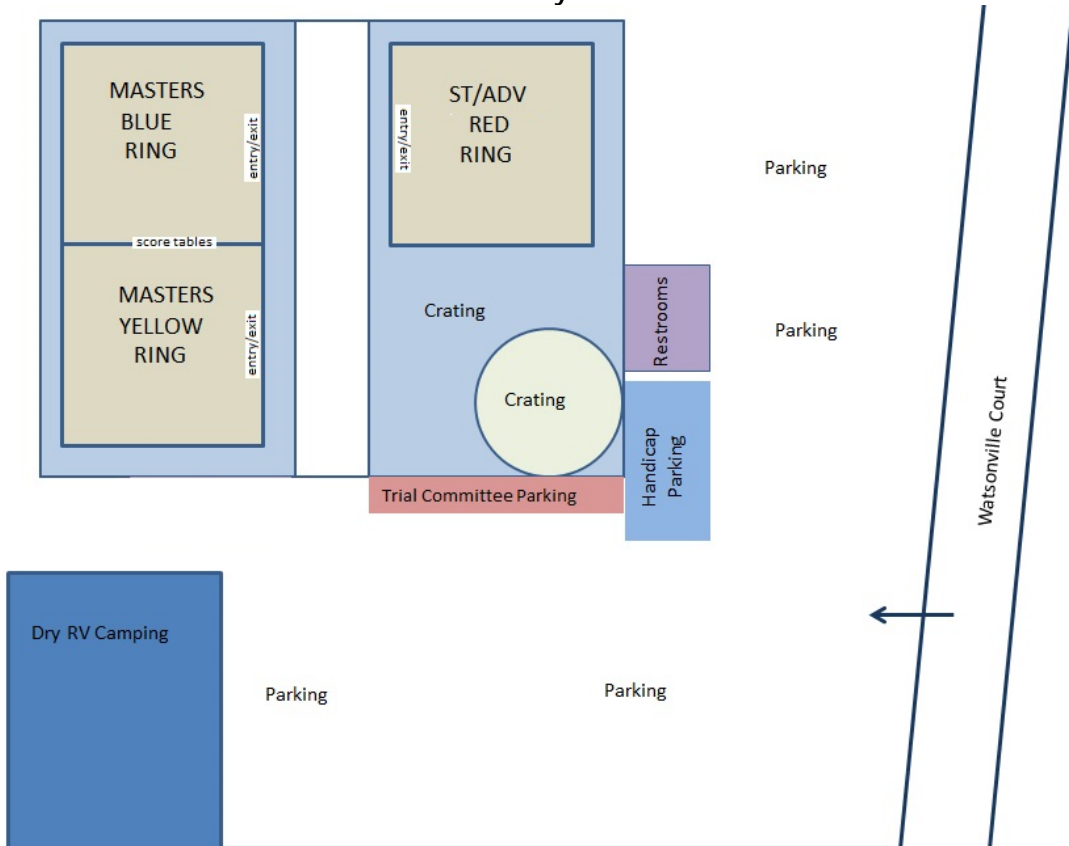 MASTERS
BLUE
RING
entry/exit
score tables
MASTERS
YELLOW
RING
entry/exit
ST/ADV
RED
RING
entry/exit
Crating
Crating
Restrooms
Handicap
Parking
Trial Committee Parking
Parking
Parking
Watsonville Court
Dry RV Camping
Parking
Parking